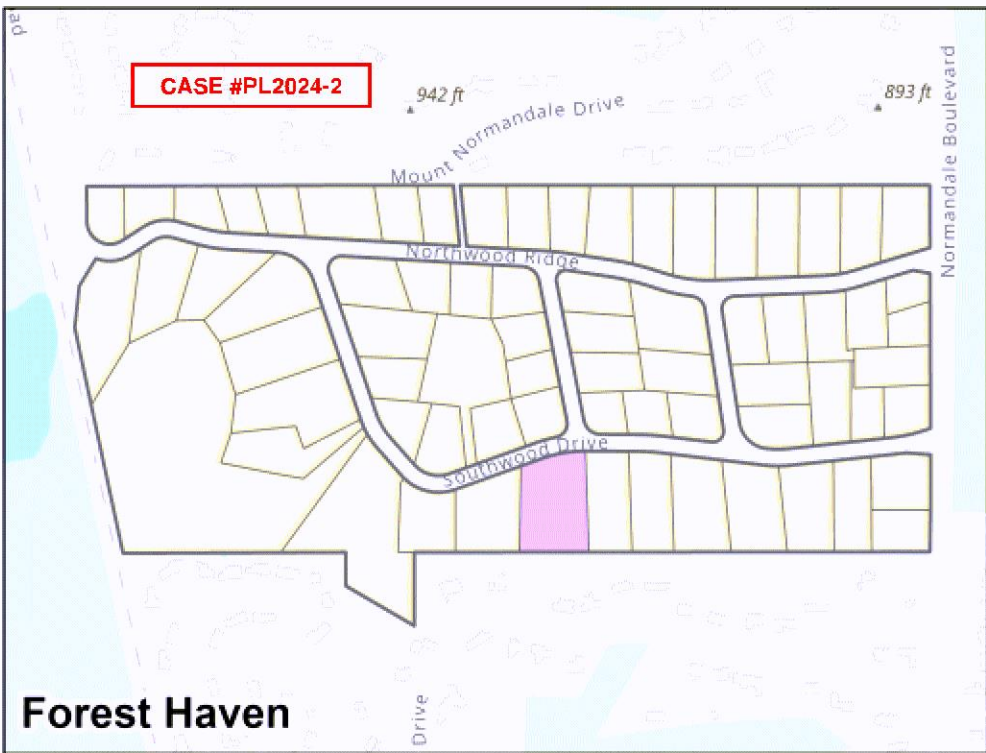 ad
CASE #PL2024-2
942 ft
893 ft
Mount Normandale Drive
Normandale Boulevard
Northwood Ridge
Southwood Drive
Forest Haven
Drive